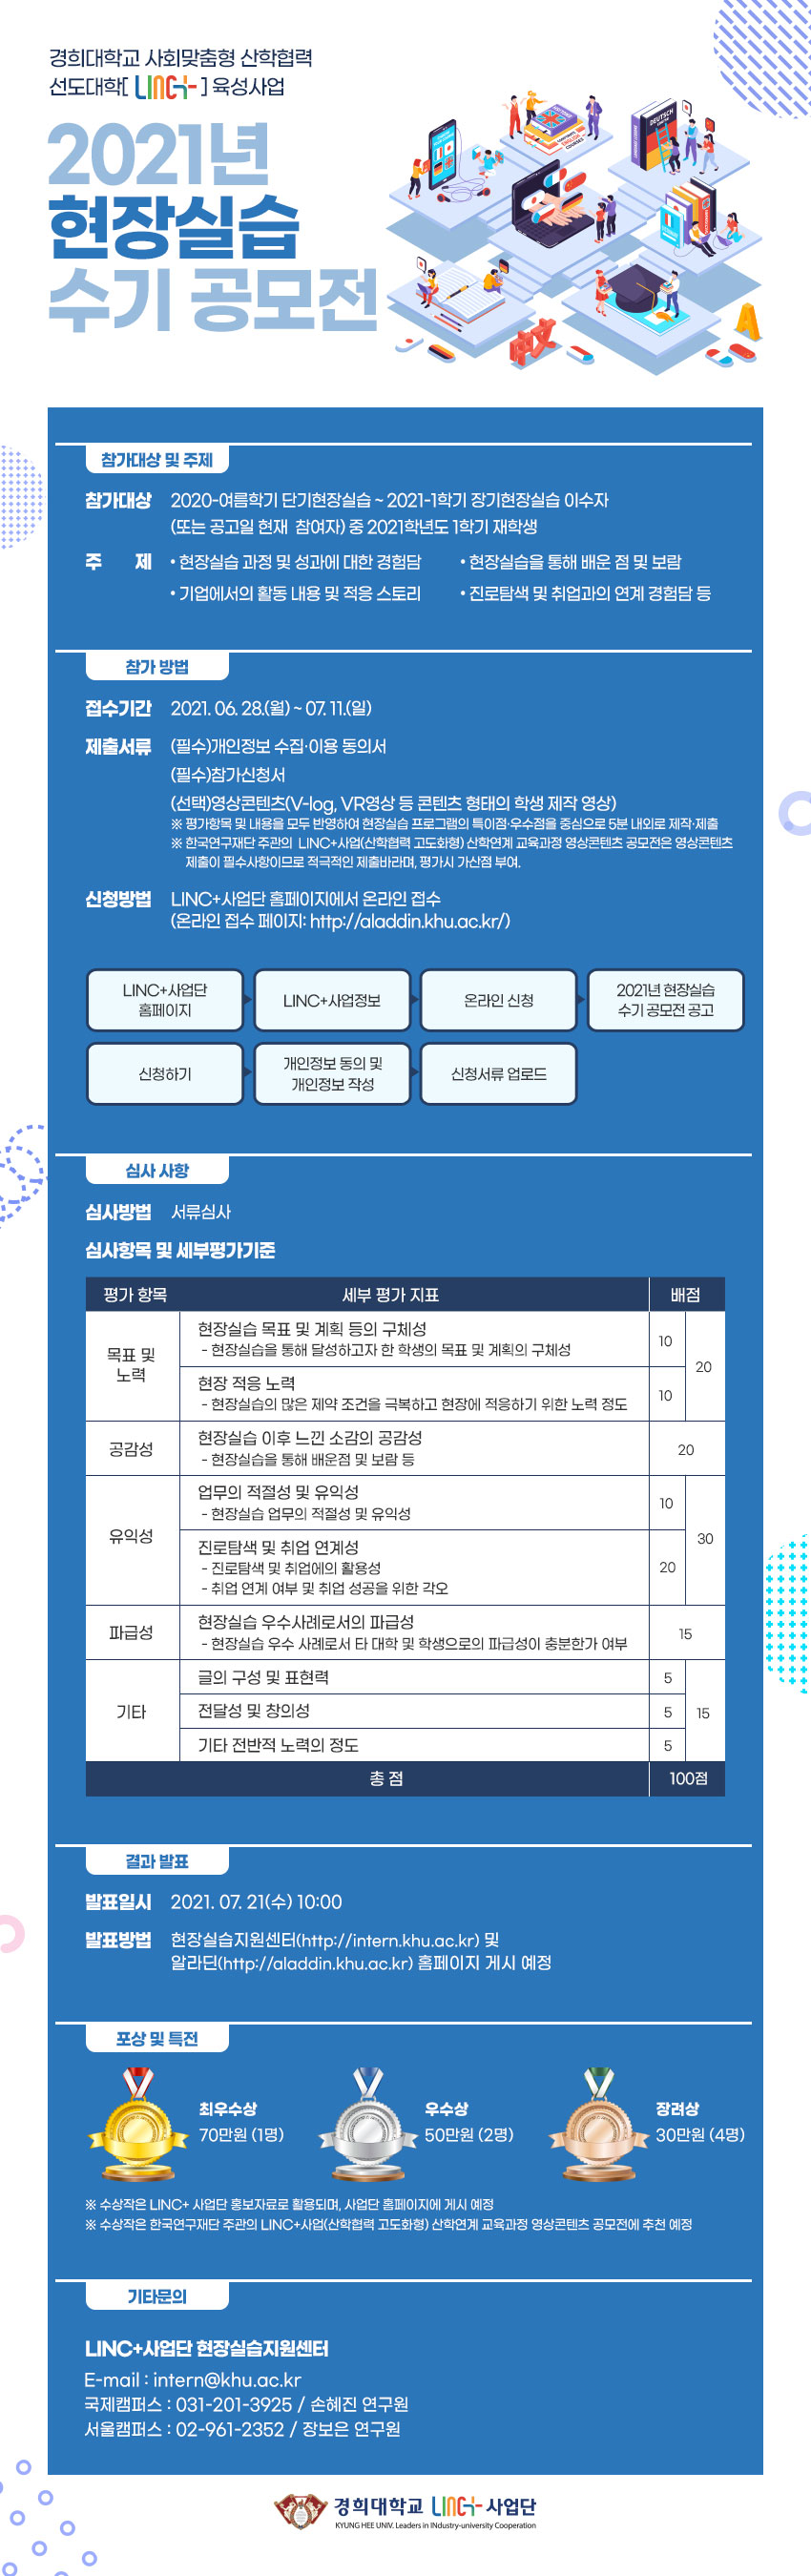 경희대학교 사회맞춤형 산학협력
선도대학[ LINC+ ] 육성사업
2021년
현장실습
수기 공모전
DEUTSCH
참가대상 및 주제
참가대상 2020-여름학기 단기현장실습 ~ 2021-1학기 장기현장실습 이수자
(또는 공고일 현재 참여자) 중 2021학년도 1학기 재학생
주 제 • 현장실습 과정 및 성과에 대한 경험담 • 현장실습을 통해 배운 점 및 보람
• 기업에서의 활동 내용 및 적응 스토리 • 진로탐색 및 취업과의 연계 경험담 등
참가 방법
접수기간 2021. 06. 28.(월) ~ 07. 11.(일)
제출서류 (필수)개인정보 수집·이용 동의서
(필수)참가신청서
(선택)영상콘텐츠(V-log, VR영상 등 콘텐츠 형태의 학생 제작 영상)
※ 평가항목 및 내용을 모두 반영하여 현장실습 프로그램의 특이점·우수점을 중심으로 5분 내외로 제작·제출
※ 한국연구재단 주관의 LINC+사업(산학협력 고도화형) 산학연계 교육과정 영상콘텐츠 공모전은 영상콘텐츠
제출이 필수사항이므로 적극적인 제출바라며, 평가시 가산점 부여.
신청방법 LINC+사업단 홈페이지에서 온라인 접수
(온라인 접수 페이지: http://aladdin.khu.ac.kr/)
LINC+사업단
홈페이지
LINC+사업정보
온라인 신청
2021년 현장실습
수기 공모전 공고
신청하기
개인정보 동의 및
개인정보 작성
신청서류 업로드
심사 사항
심사방법 서류심사
심사항목 및 세부평가기준
평가 항목 세부 평가 지표 배점
목표 및
노력
현장실습 목표 및 계획 등의 구체성
- 현장실습을 통해 달성하고자 한 학생의 목표 및 계획의 구체성
10
현장 적응 노력
- 현장실습의 많은 제약 조건을 극복하고 현장에 적응하기 위한 노력 정도
10
20
공감성
현장실습 이후 느낀 소감의 공감성
- 현장실습을 통해 배운점 및 보람 등
20
유익성
업무의 적절성 및 유익성
- 현장실습 업무의 적절성 및 유익성
10
진로탐색 및 취업 연계성
- 진로탐색 및 취업에의 활용성
- 취업 연계 여부 및 취업 성공을 위한 각오
20
30
파급성
현장실습 우수사례로서의 파급성
- 현장실습 우수 사례로서 타 대학 및 학생으로의 파급성이 충분한가 여부
15
기타
글의 구성 및 표현력 5
전달성 및 창의성 5
기타 전반적 노력의 정도 5
15
총 점 100점
결과 발표
발표일시 2021. 07. 21(수) 10:00
발표방법 현장실습지원센터(http://intern.khu.ac.kr) 및
알라딘(http://aladdin.khu.ac.kr) 홈페이지 게시 예정
포상 및 특전
최우수상
70만원 (1명)
우수상
50만원 (2명)
장려상
30만원 (4명)
※ 수상작은 LINC+ 사업단 홍보자료로 활용되며, 사업단 홈페이지에 게시 예정
※ 수상작은 한국연구재단 주관의 LINC+사업(산학협력 고도화형) 산학연계 교육과정 영상콘텐츠 공모전에 추천 예정
기타문의
LINC+사업단 현장실습지원센터
E-mail : intern@khu.ac.kr
국제캠퍼스 : 031-201-3925 / 손혜진 연구원
서울캠퍼스 : 02-961-2352 / 장보은 연구원
경희대학교 LINC+ 사업단
KYUNG HEE UNIV. Leaders in INdustry-university Cooperation